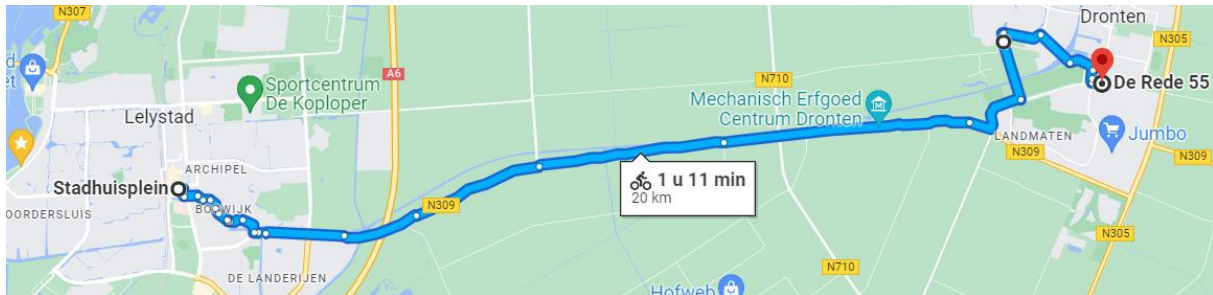 N307
Dronten
N305
A6
Sportcentrum
De Koploper
N710
De Rede 55
Mechanisch Erfgoed
Centrum Dronten
Lelystad
LANDMATEN
Jumbo
N309
N309
ARCHIPEL
Stadhuisplein
1 u 11 min
20 km
N309
OORDERSLUIS
N305
DE LANDERIJEN
N710
Hofweb